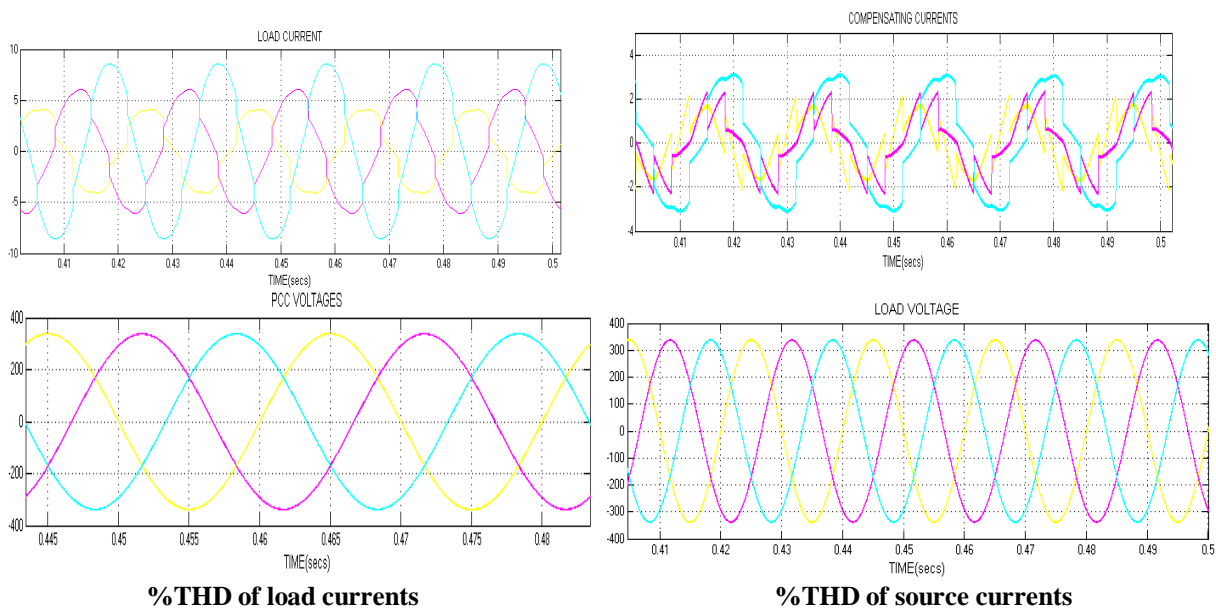 LOAD CURRENT
10
5
0
-5
-10
0.41 0.42 0.43 0.44 0.45 0.46 0.47 0.48 0.49 0.5
TIME(secs)
COMPENSATING CURRENTS
4
2
0
-2
-4
0.41 0.42 0.43 0.44 0.45 0.46 0.47 0.48 0.49 0.5
TIME(secs)
PCC VOLTAGES
400
200
0
-200
-400
0.445 0.45 0.455 0.46 0.465 0.47 0.475 0.48
TIME(secs)
LOAD VOLTAGE
400
300
200
100
0
-100
-200
-300
-400
0.41 0.42 0.43 0.44 0.45 0.46 0.47 0.48 0.49 0.5
TIME(secs)
%THD of load currents
%THD of source currents